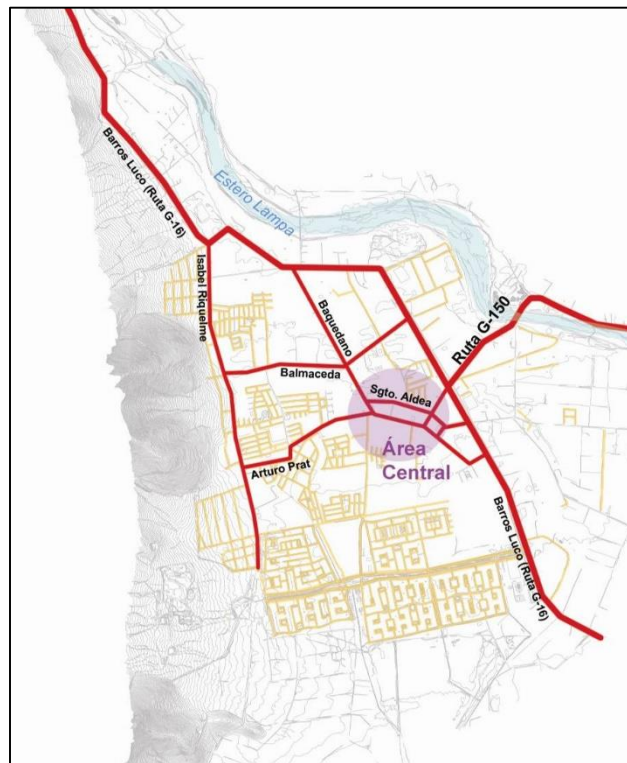 Barros Luco (Ruta G-16)
Estero Lampa
Isabel Riquelme
Baquedano
Ruta G-150
Balmaceda
Sgto. Aldea
Área
Central
Arturo Prat
Barros Luco (Ruta G-16)